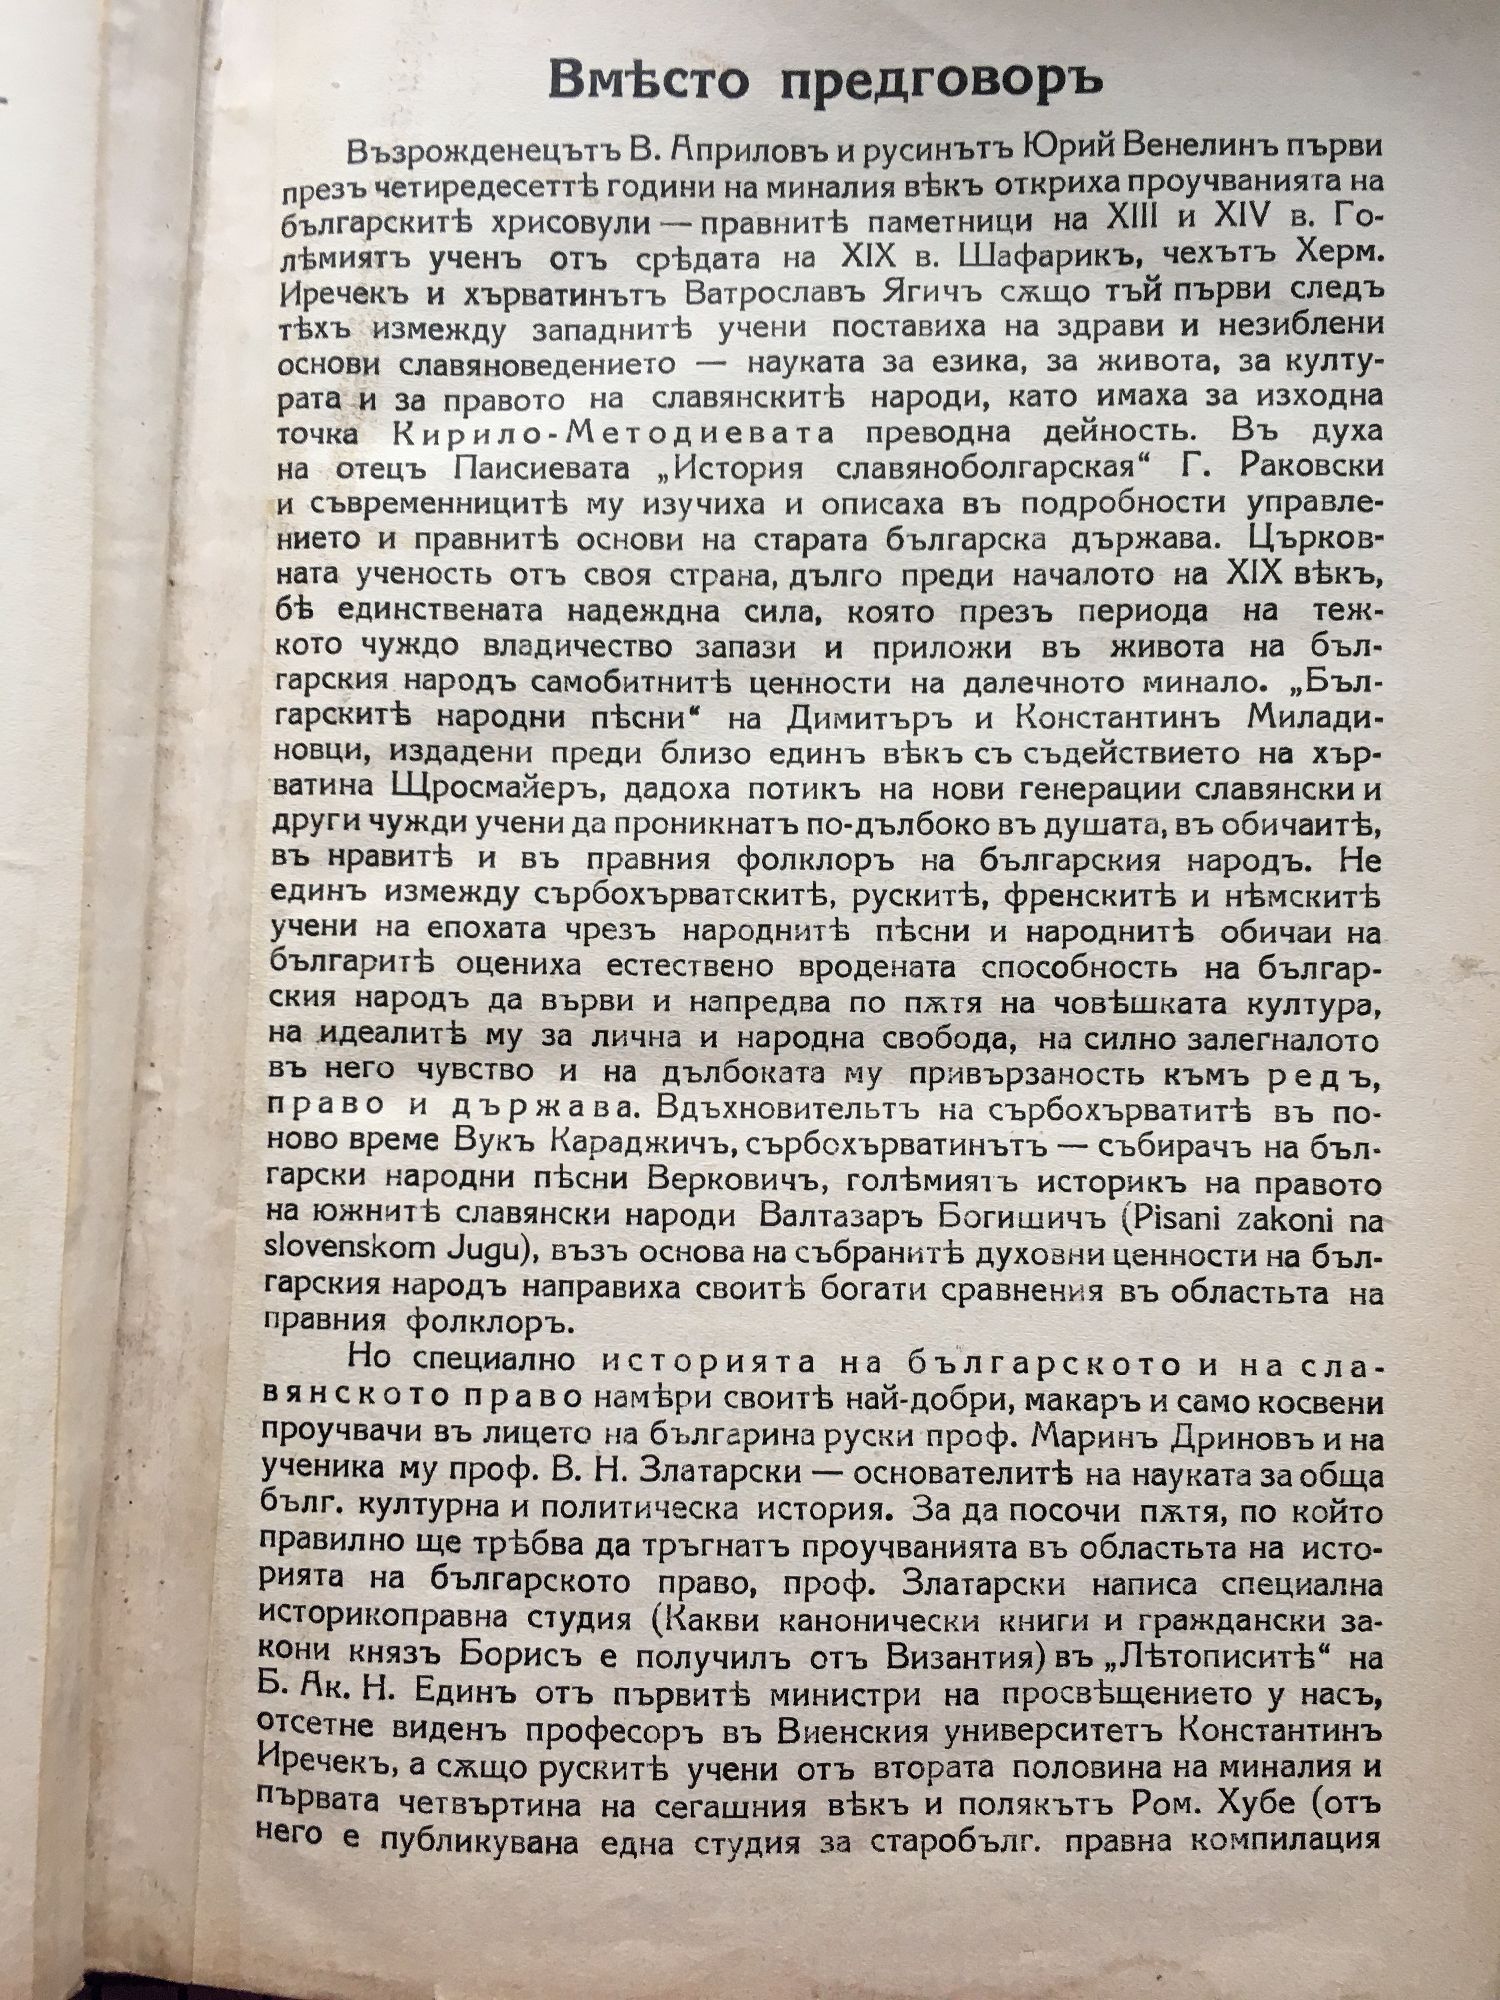 Вмѣсто предговоръ
Възрожденецътъ В. Априловъ и русинътъ Юрий Венелинъ първи
презъ четиредесеттѣ години на миналия вѣкъ откриха проучванията на
българскитѣ хрисовули — правнитѣ паметници на XIII и XIV в. Го-
лѣмиятъ ученъ отъ срѣдата на XIX в. Шафарикъ, чехътъ Херм.
Иречекъ и хърватинътъ Ватрославъ Ягичъ сѫщо тъй първи следъ
тѣхъ измежду западнитѣ учени поставиха на здрави и незиблени
основи славяноведението — науката за езика, за живота, за култу-
рата и за правото на славянскитѣ народи, като имаха за изходна
точка Кирило-Методиевата преводна дейность. Въ духа
на отецъ Паисиевата „История славяноболгарская“ Г. Раковски
и съвременницитѣ му изучиха и описаха въ подробности управле-
нието и правнитѣ основи на старата българска държава. Църков-
ната ученость отъ своя страна, дълго преди началото на XIX вѣкъ,
бѣ единствената надеждна сила, която презъ периода на теж-
кото чуждо владичество запази и приложи въ живота на бъл-
гарския народъ самобитнитѣ ценности на далечното минало. „Бъл-
гарскитѣ народни пѣсни“ на Димитъръ и Константинъ Милади-
новци, издадени преди близо единъ вѣкъ съ съдействието на хър-
ватина Щросмайеръ, дадоха потикъ на нови генерации славянски и
други чужди учени да проникнатъ по-дълбоко въ душата, въ обичаитѣ,
въ нравитѣ и въ правния фолклоръ на българския народъ. Не
единъ измежду сърбохърватскитѣ, рускитѣ, френскитѣ и нѣмскитѣ
учени на епохата чрезъ народнитѣ пѣсни и народнитѣ обичаи на
българитѣ оцениха естествено вродената способность на българ-
ския народъ да върви и напредва по пѫтя на човѣшката култура,
на идеалитѣ му за лична и народна свобода, на силно залегналото
въ него чувство и на дълбоката му привързаность къмъ редъ,
право и държава. Вдъхновительтъ на сърбохърватитѣ въ по-
ново време Вукъ Караджичъ, сърбохърватинътъ — събирачъ на бъл-
гарски народни пѣсни Верковичъ, голѣмиятъ историкъ на правото
на южнитѣ славянски народи Валтазаръ Богишичъ (Pisani zakoni na
slovenskom Jugu), възъ основа на събранитѣ духовни ценности на бъл-
гарския народъ направиха своитѣ богати сравнения въ областьта на
правния фолклоръ.
Но специално историята на българското и на сла-
вянското право намѣри своитѣ най-добри, макаръ и само косвени
проучвачи въ лицето на българина руски проф. Маринъ Дриновъ и на
ученика му проф. В. Н. Златарски — основателитѣ на науката за обща
бълг. културна и политическа история. За да посочи пѫтя, по който
правилно ще трѣбва да тръгнатъ проучванията въ областьта на исто-
рията на българското право, проф. Златарски написа специална
историкоправна студия (Какви канонически книги и граждански за-
кони князъ Борисъ е получилъ отъ Византия) въ „Лѣтописитѣ“ на
Б. Ак. Н. Единъ отъ първитѣ министри на просвѣщението у насъ,
отсетне виденъ професоръ въ Виенския университетъ Константинъ
Иречекъ, а сѫщо рускитѣ учени отъ втората половина на миналия и
първата четвъртина на сегашния вѣкъ и полякътъ Ром. Хубе (отъ
него е публикувана една студия за старобълг. правна компилация